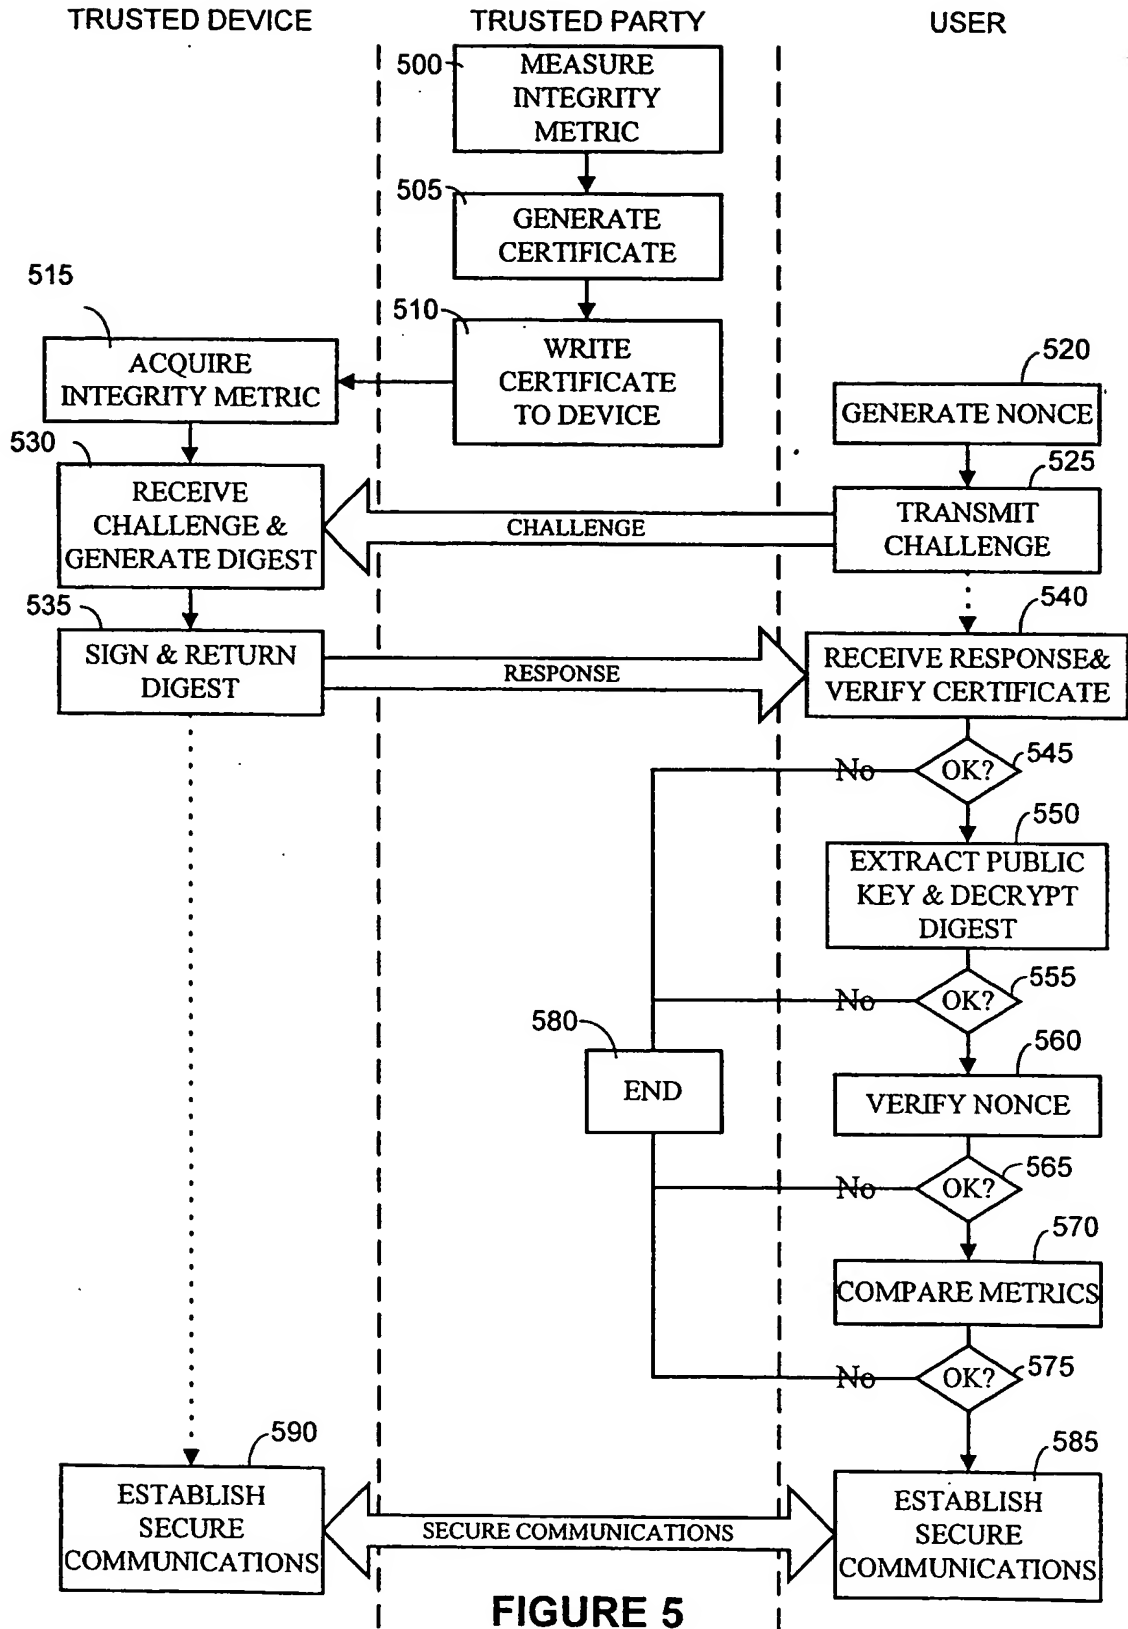 TRUSTED DEVICE
TRUSTED PARTY
USER
500
MEASURE
INTEGRITY
METRIC
505
GENERATE
CERTIFICATE
510
WRITE
CERTIFICATE
TO DEVICE
515
ACQUIRE
INTEGRITY METRIC
520
GENERATE NONCE
525
TRANSMIT
CHALLENGE
CHALLENGE
530
RECEIVE
CHALLENGE &
GENERATE DIGEST
535
SIGN & RETURN
DIGEST
RESPONSE
540
RECEIVE RESPONSE&
VERIFY CERTIFICATE
No
OK?
545
550
EXTRACT PUBLIC
KEY & DECRYPT
DIGEST
No
OK?
555
580
END
560
VERIFY NONCE
No
OK?
565
570
COMPARE METRICS
No
OK?
575
590
ESTABLISH
SECURE
COMMUNICATIONS
SECURE COMMUNICATIONS
585
ESTABLISH
SECURE
COMMUNICATIONS
FIGURE 5